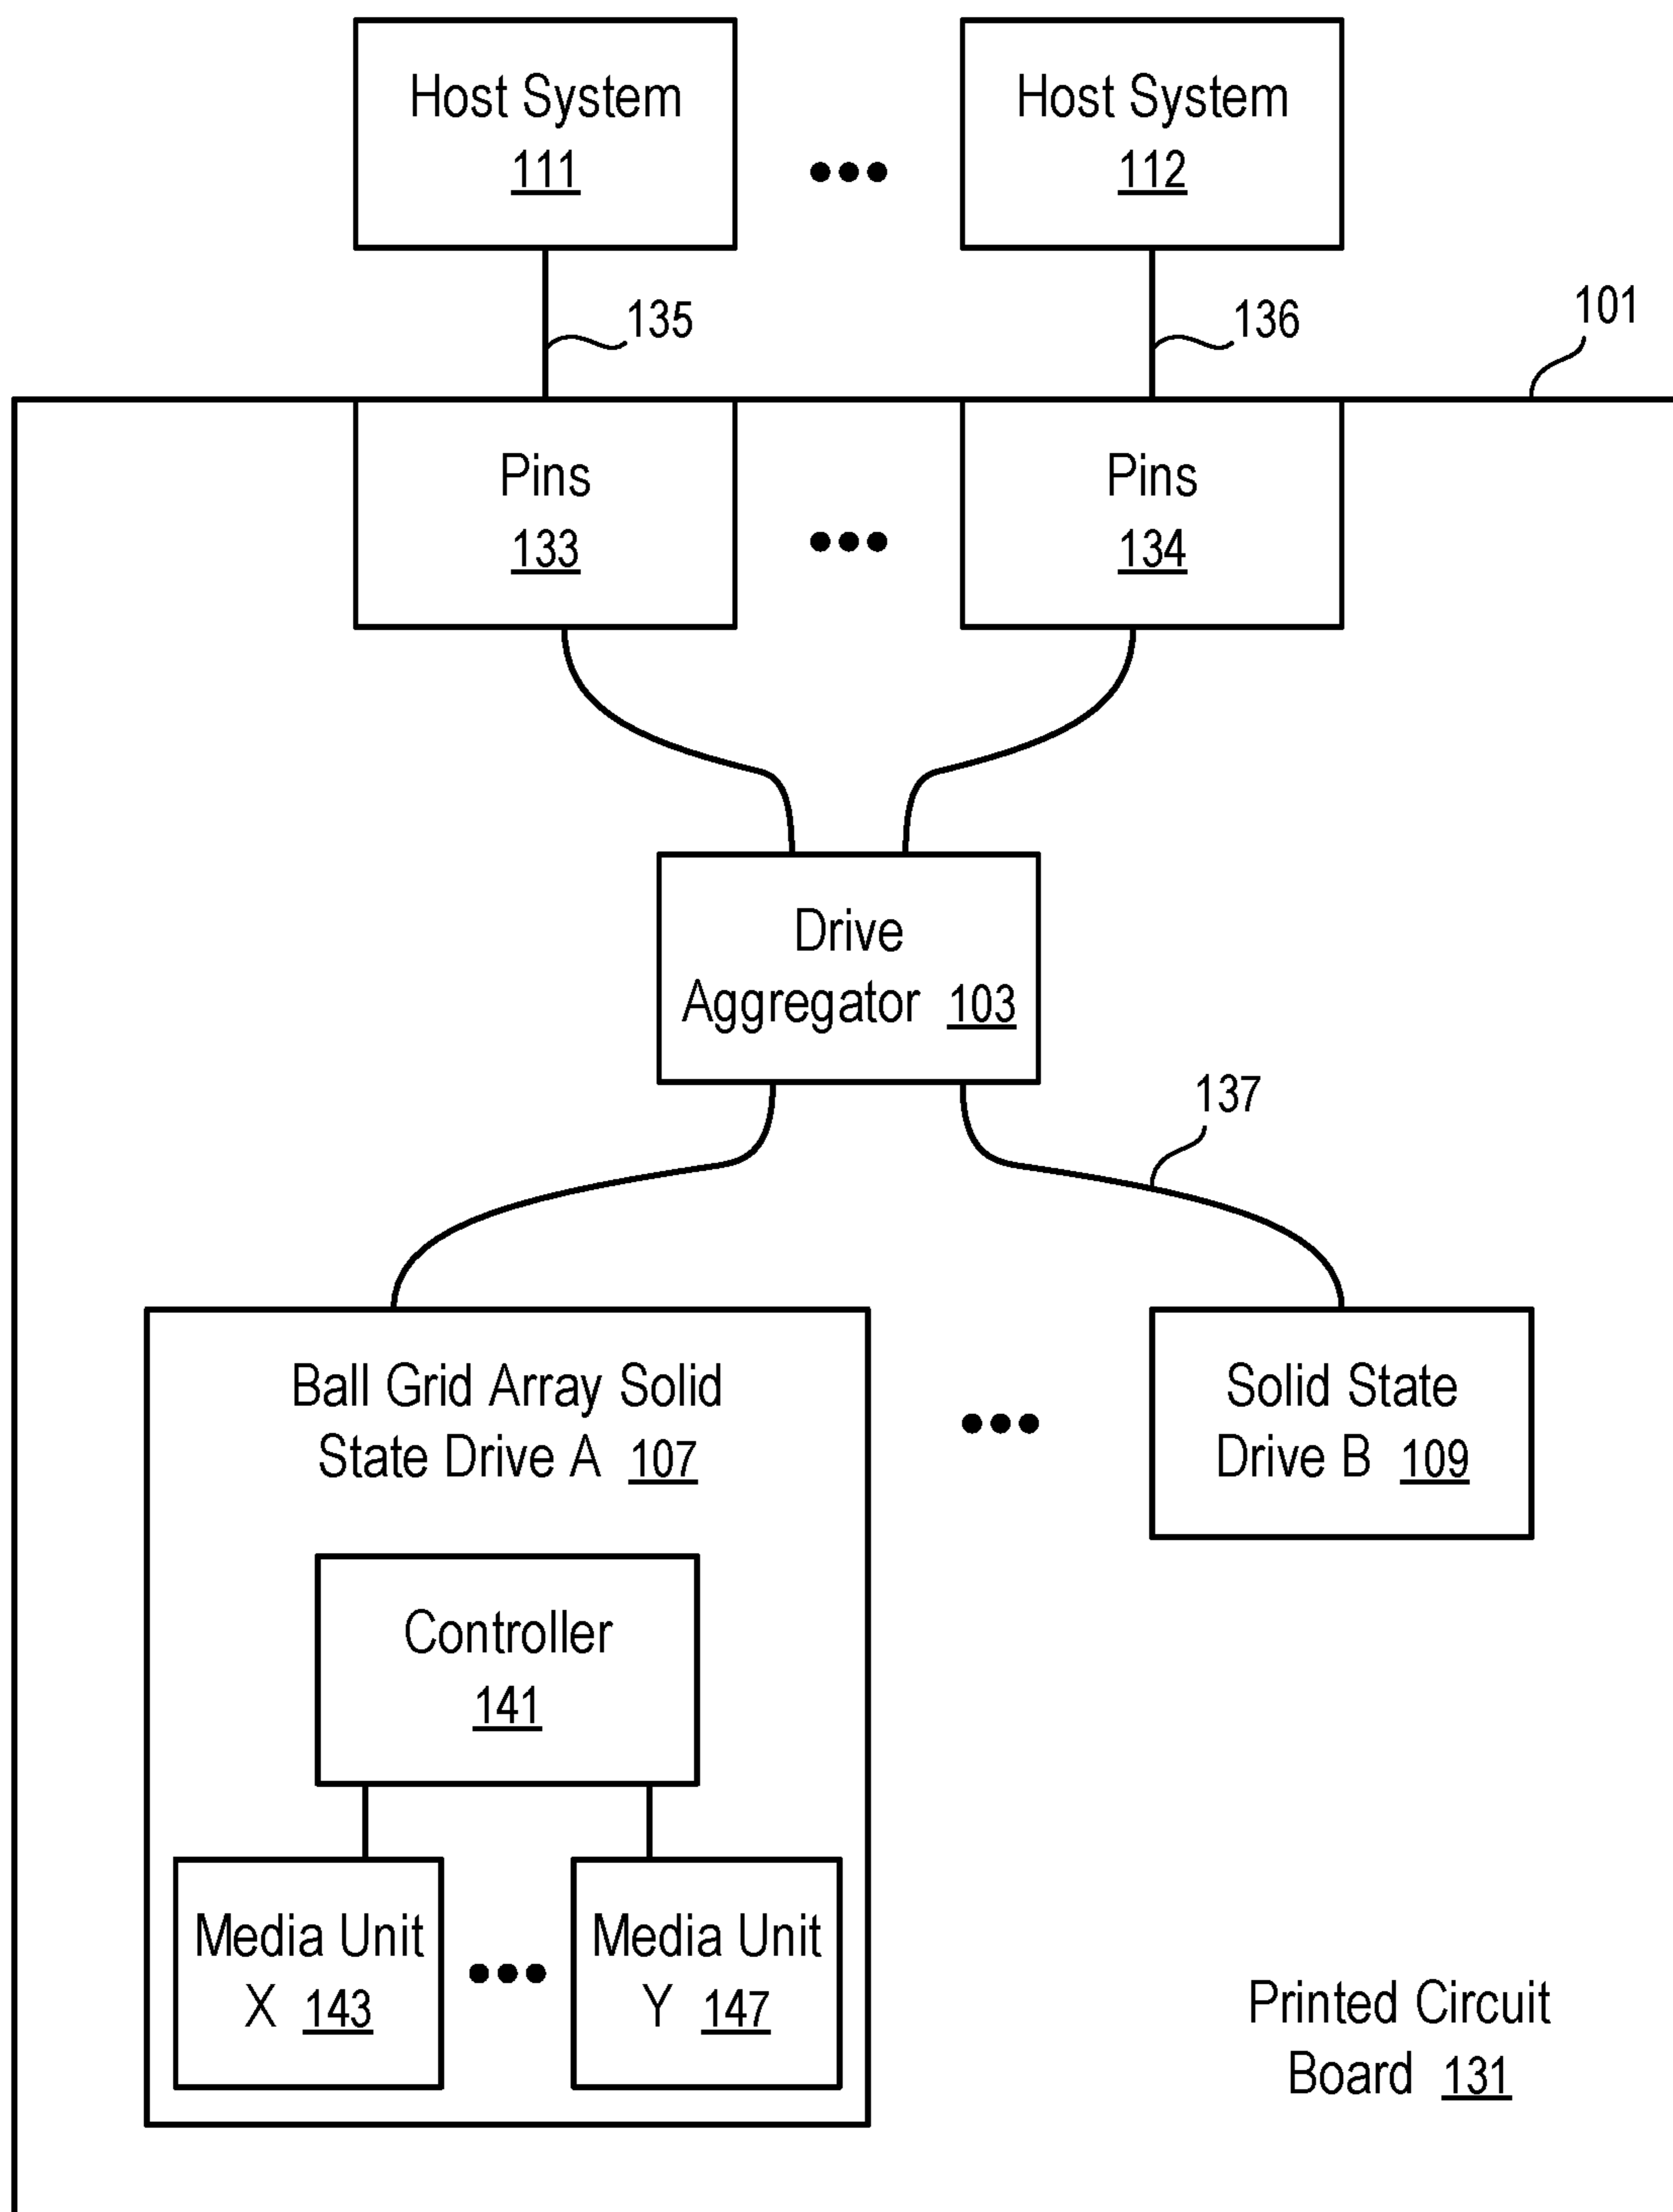 Host System
111
Host System
112
135
136
101
Pins
133
Pins
134
Drive
Aggregator 103
137
Ball Grid Array Solid
State Drive A 107
Solid State
Drive B 109
Controller
141
Media Unit
X 143
Media Unit
Y 147
Printed Circuit
Board 131